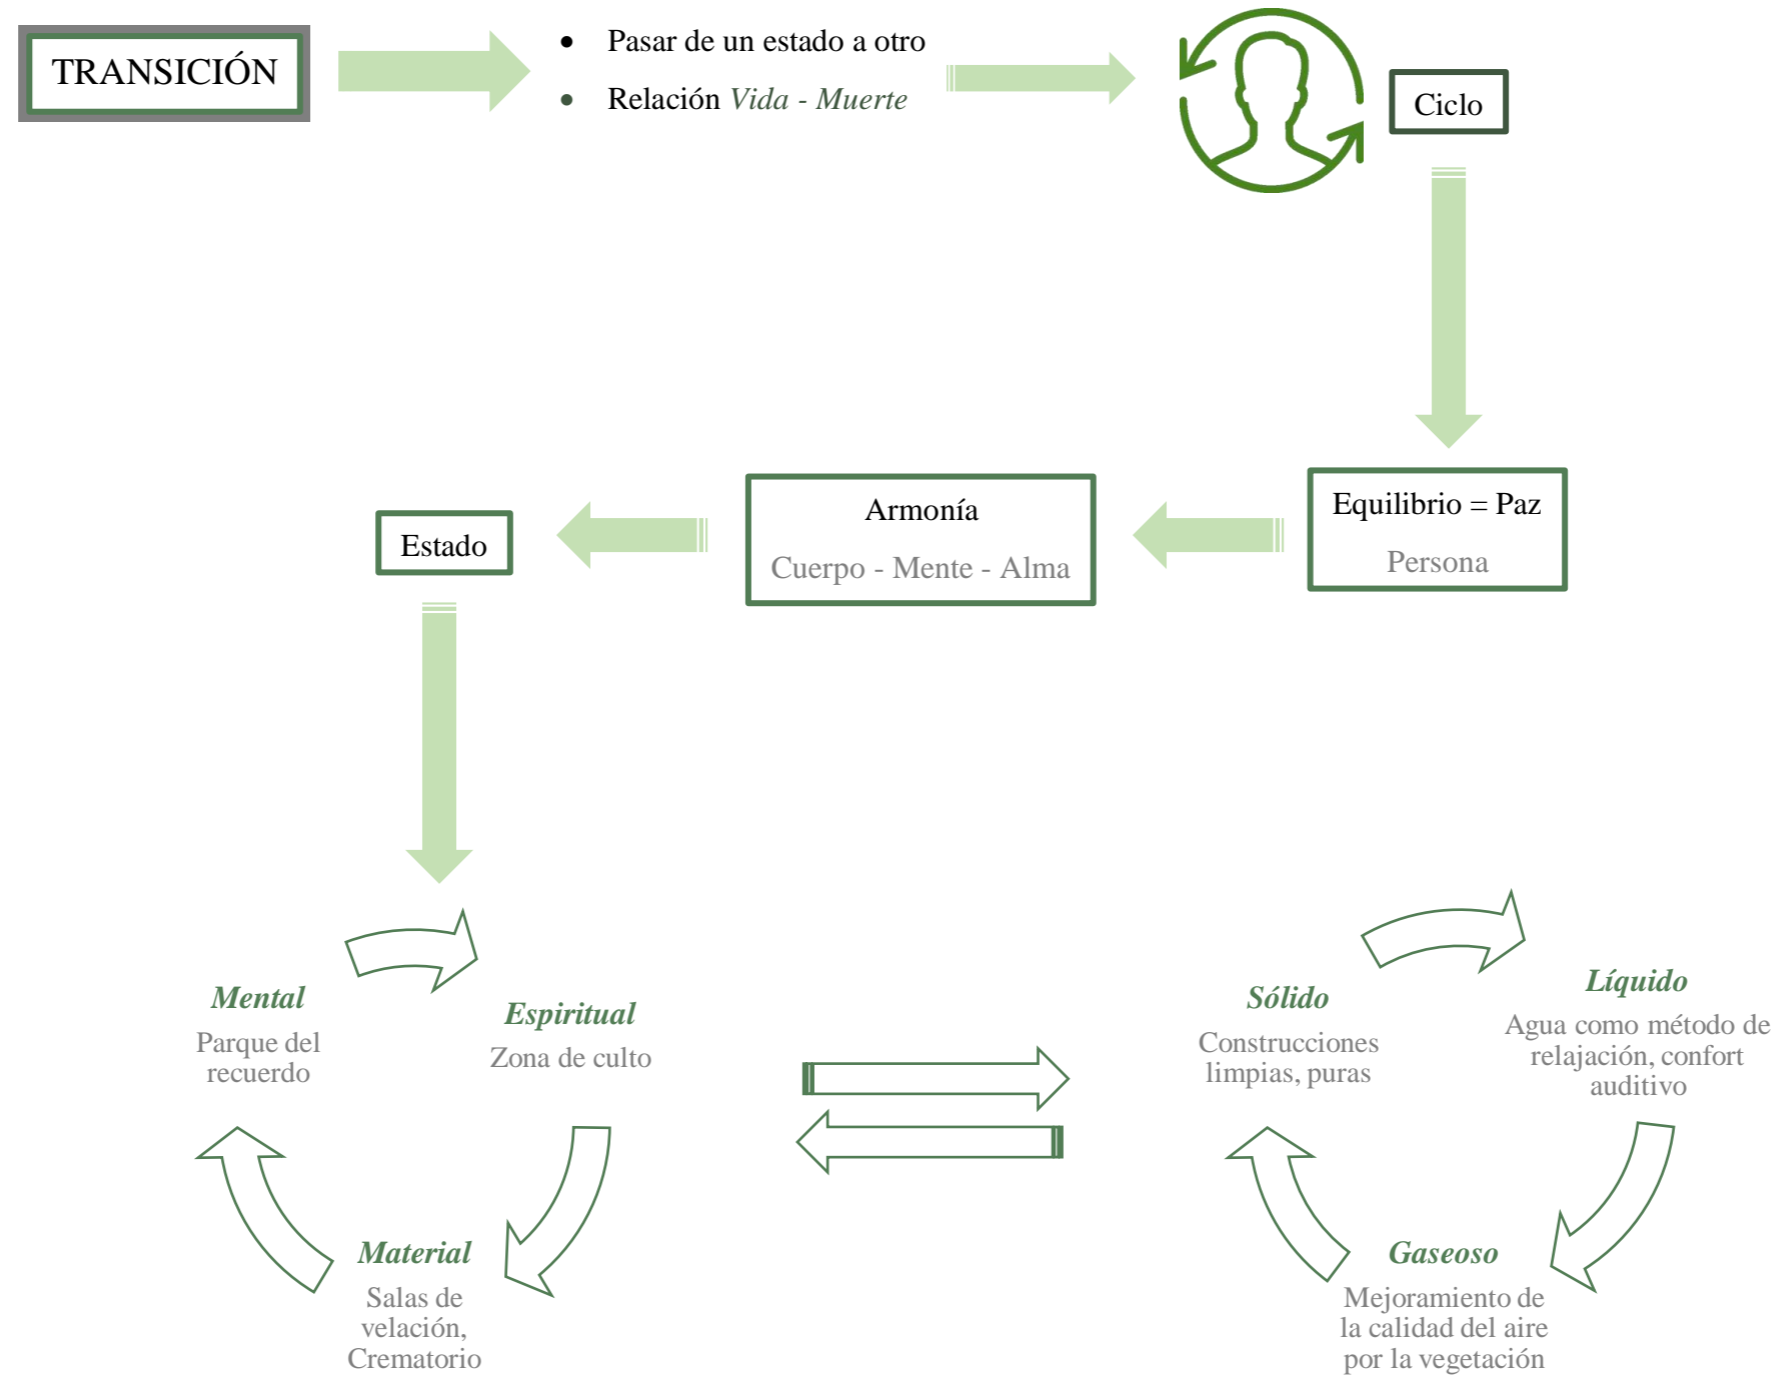 TRANSICIÓN
• Pasar de un estado a otro
• Relación Vida - Muerte
Ciclo
Equilibrio = Paz
Persona
Armonía
Cuerpo - Mente - Alma
Estado
Mental
Parque del
recuerdo
Espiritual
Zona de culto
Material
Salas de
velación,
Crematorio
Sólido
Construcciones
limpias, puras
Líquido
Agua como método de
relajación, confort
auditivo
Gaseoso
Mejoramiento de
la calidad del aire
por la vegetación